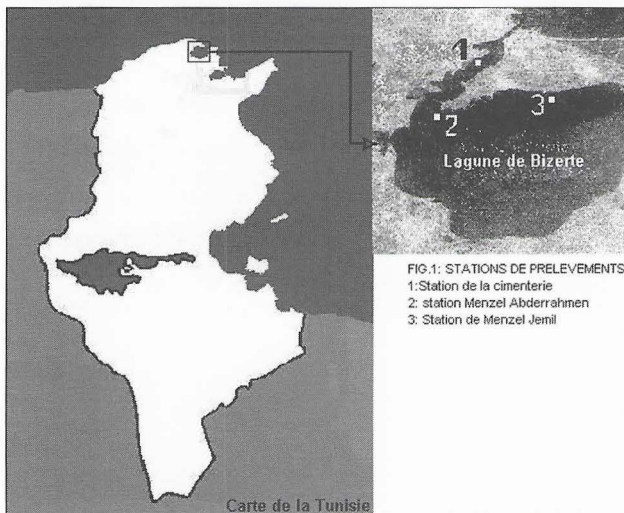 1
2
3
Lagune de Bizerte
FIG.1: STATIONS DE PRELEVEMENTS
1:Station de la cimenterie
2: station Menzel Abderrahmen
3: Station de Menzel Jemil
Carte de la Tunisie